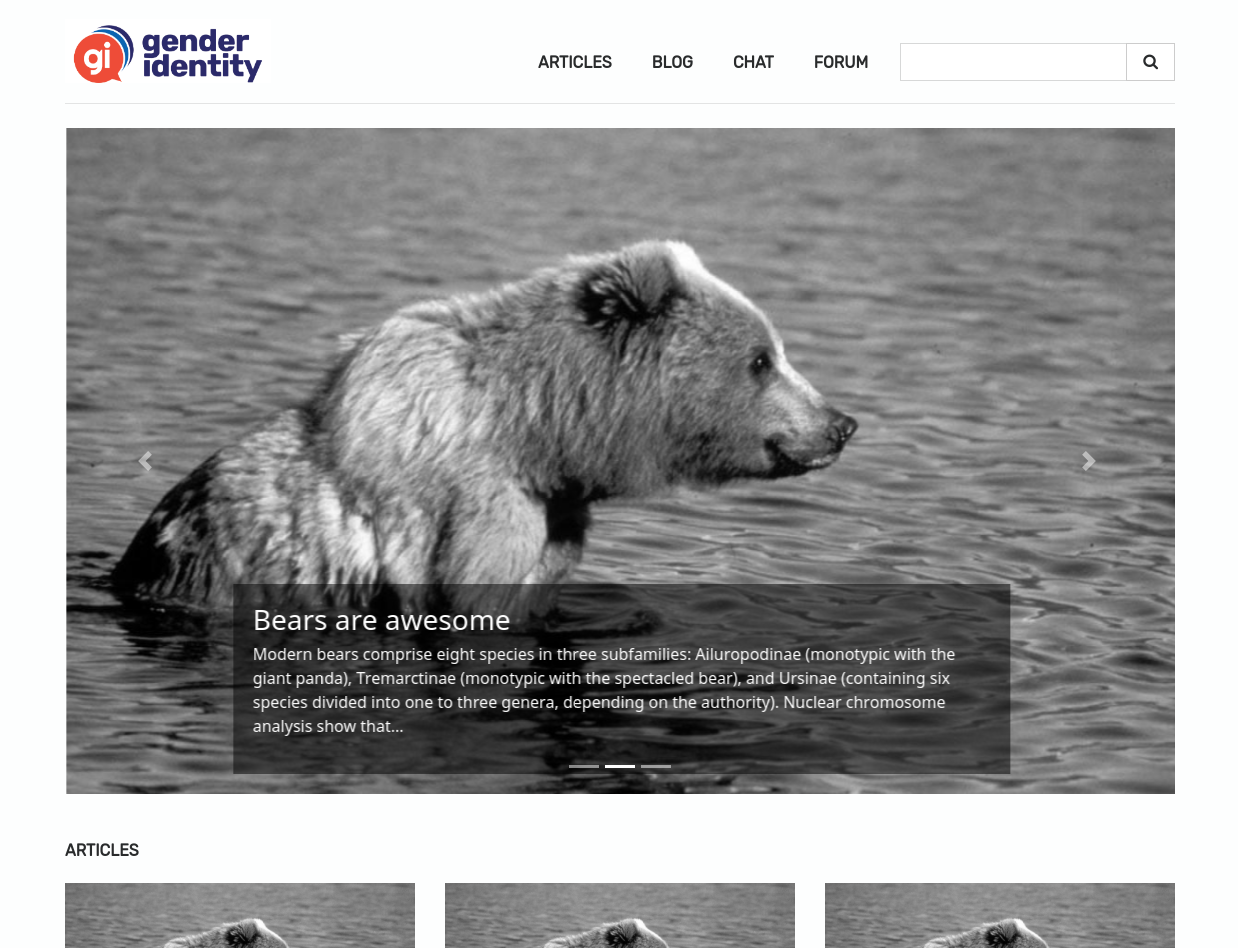 gi gender
identity
ARTICLES BLOG CHAT FORUM
Bears are awesome
Modern bears comprise eight species in three subfamilies: Ailuropodinae (monotypic with the
giant panda), Tremarctinae (monotypic with the spectacled bear), and Ursinae (containing six
species divided into one to three genera, depending on the authority). Nuclear chromosome
analysis show that...
ARTICLES